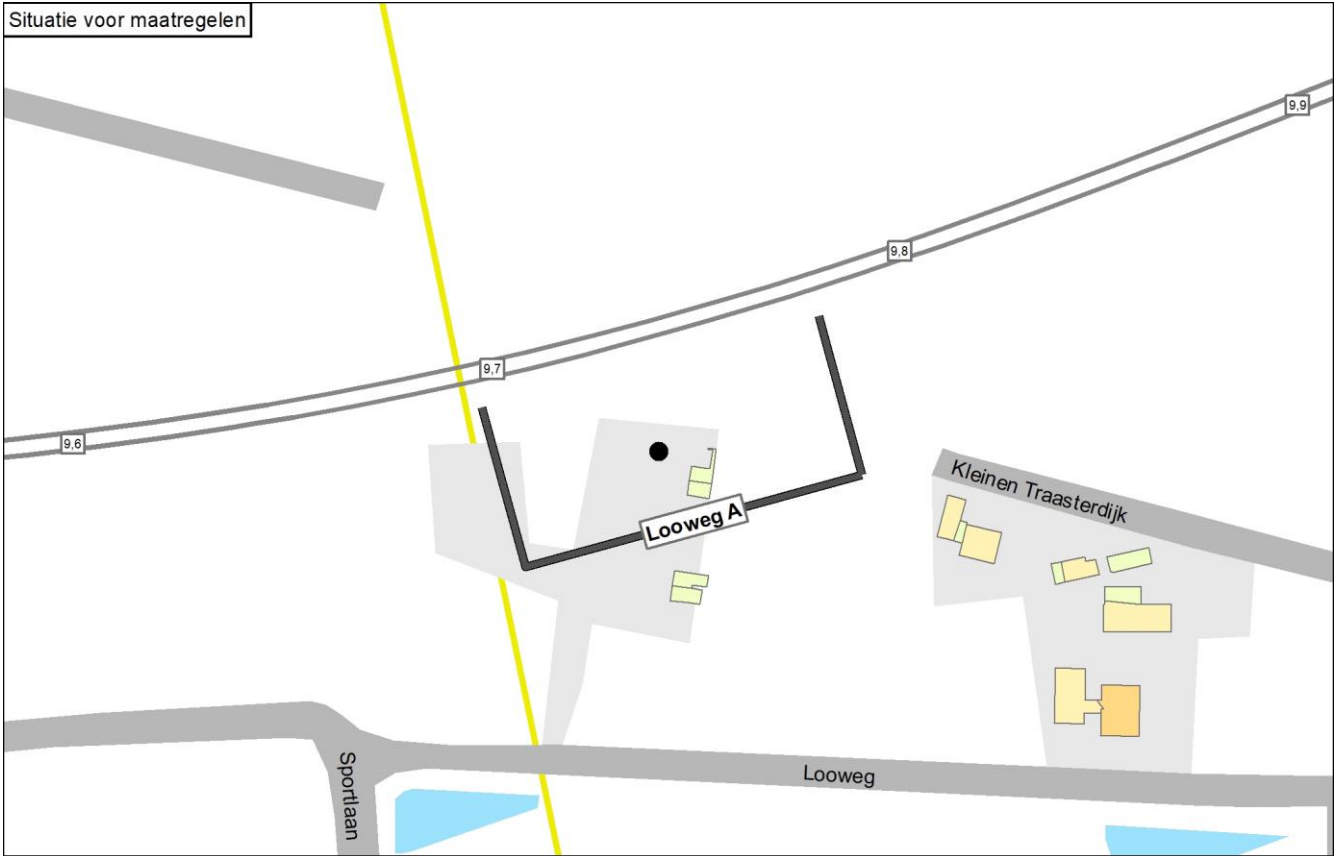 Situatie voor maatregelen
9,9
9,8
9,7
9,6
Kleinen Traasterdijk
Looweg A
Looweg
Sportlaan